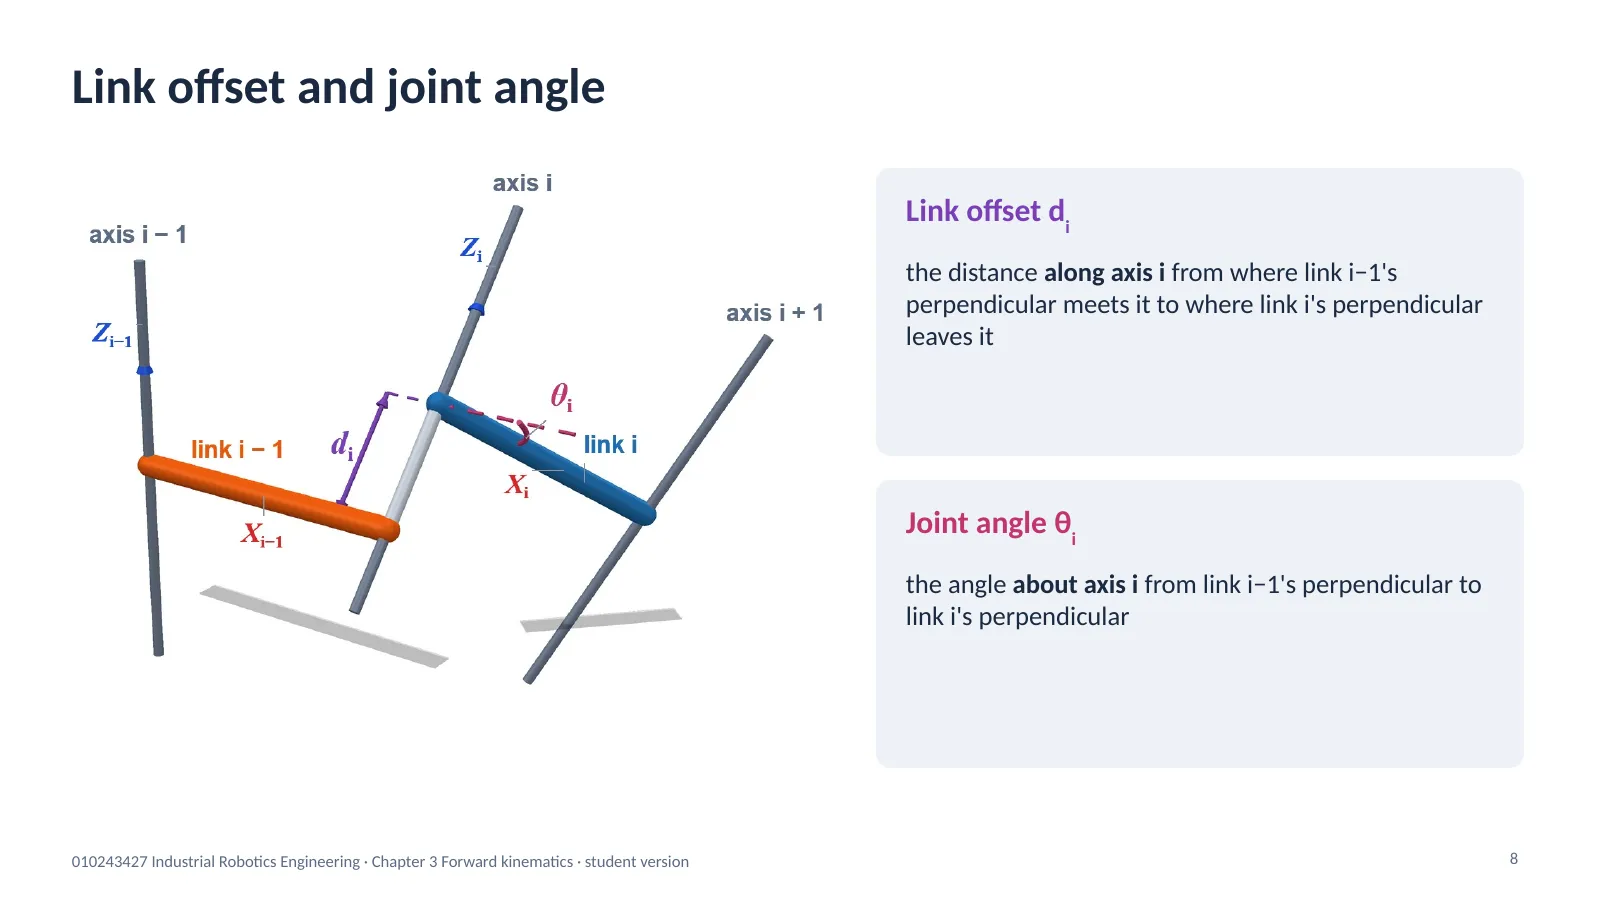 Link offset and joint angle
axis i
axis i − 1
Zi
axis i + 1
Zi−1
θi
link i − 1
di
link i
Xi
Xi−1
Link offset di
the distance along axis i from where link i−1's
perpendicular meets it to where link i's perpendicular
leaves it
Joint angle θi
the angle about axis i from link i−1's perpendicular to
link i's perpendicular
010243427 Industrial Robotics Engineering · Chapter 3 Forward kinematics · student version
8